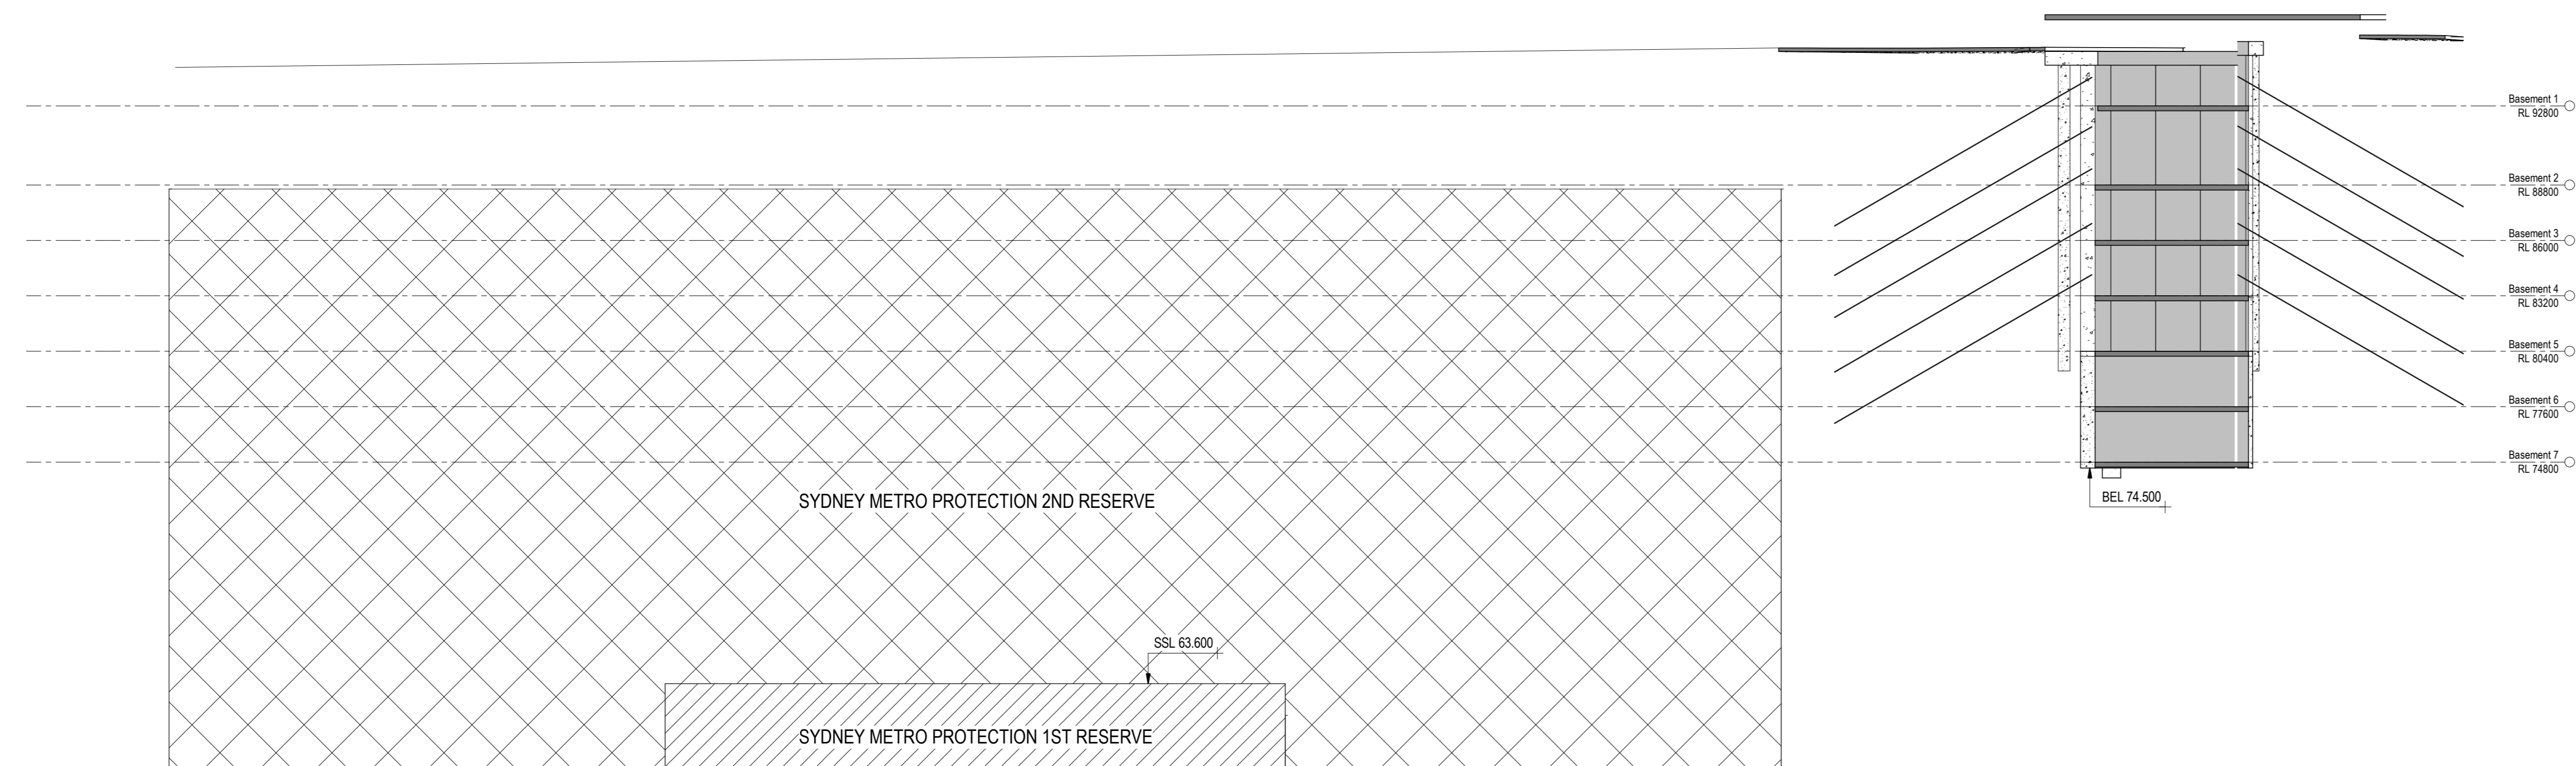 Basement 1
RL 92800
Basement 2
RL 88800
Basement 3
RL 86000
Basement 4
RL 83200
Basement 5
RL 80400
Basement 6
RL 77600
Basement 7
RL 74800
BEL 74.500
SYDNEY METRO PROTECTION 2ND RESERVE
SSL 63.600
SYDNEY METRO PROTECTION 1ST RESERVE